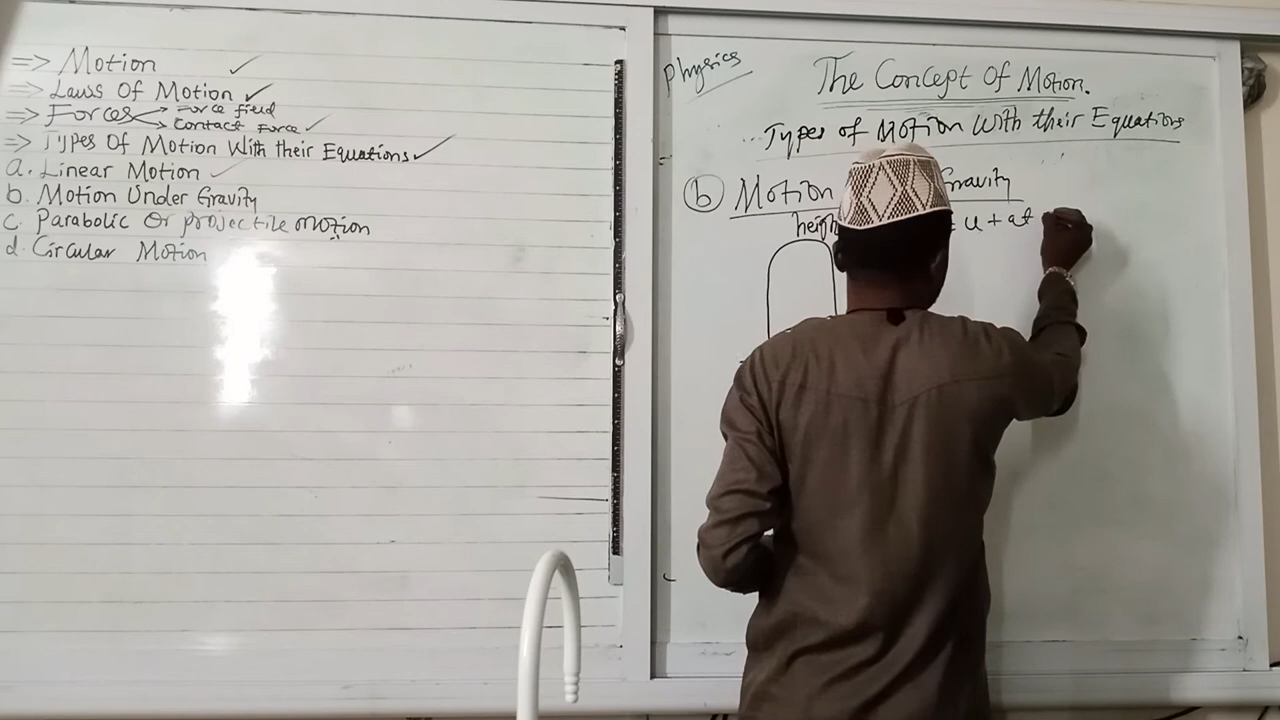 => Motion ✓
=> Laws Of Motion ✓
=> Forces → Force field
→ Contact Force ✓
=> Types Of Motion With their Equations ✓
a. Linear Motion ✓
b. Motion Under Gravity
c. Parabolic Or projectile motion
d. Circular Motion
Physics
The Concept Of Motion.
Types of Motion With their Equations
(b) Motion Gravity
heigh = u + at